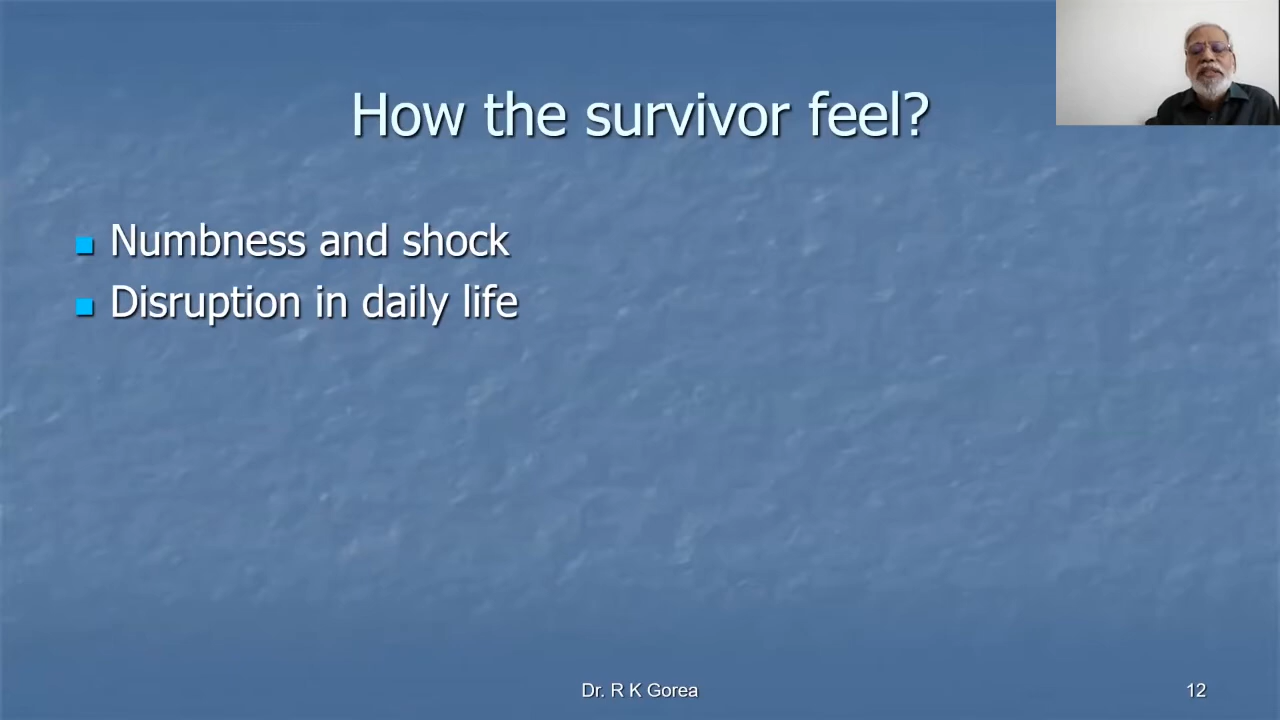 How the survivor feel?
Numbness and shock
Disruption in daily life
Dr. R K Gorea
12